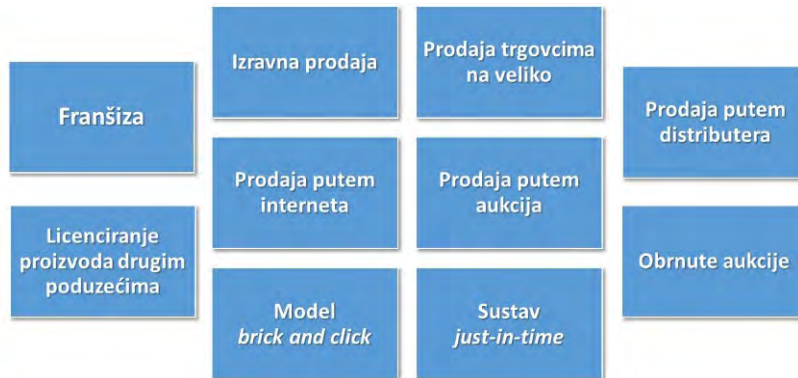 Franšiza
Licenciranje
proizvoda drugim
poduzećima
Izravna prodaja
Prodaja putem
interneta
Model
brick and click
Prodaja trgovcima
na veliko
Prodaja putem
aukcija
Sustav
just-in-time
Prodaja putem
distributera
Obrnute aukcije